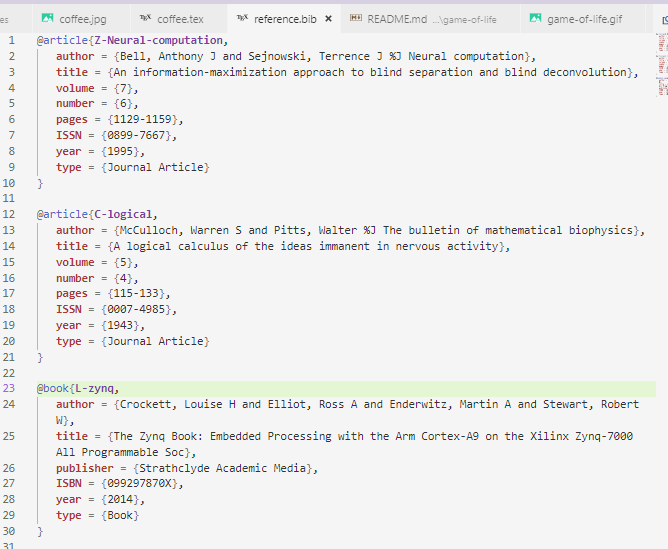 es coffee.jpg TEX coffee.tex TEX reference.bib × README.md ...\game-of-life game-of-life.gif
1 @article{Z-Neural-computation,
2 author = {Bell, Anthony J and Sejnowski, Terrence J %J Neural computation},
3 title = {An information-maximization approach to blind separation and blind deconvolution},
4 volume = {7},
5 number = {6},
6 pages = {1129-1159},
7 ISSN = {0899-7667},
8 year = {1995},
9 type = {Journal Article}
10 }
11
12 @article{C-logical,
13 author = {McCulloch, Warren S and Pitts, Walter %J The bulletin of mathematical biophysics},
14 title = {A logical calculus of the ideas immanent in nervous activity},
15 volume = {5},
16 number = {4},
17 pages = {115-133},
18 ISSN = {0007-4985},
19 year = {1943},
20 type = {Journal Article}
21 }
22
23 @book{L-zynq,
24 author = {Crockett, Louise H and Elliot, Ross A and Enderwitz, Martin A and Stewart, Robert
W},
25 title = {The Zynq Book: Embedded Processing with the Arm Cortex-A9 on the Xilinx Zynq-7000
All Programmable Soc},
26 publisher = {Strathclyde Academic Media},
27 ISBN = {099297870X},
28 year = {2014},
29 type = {Book}
30 }
31